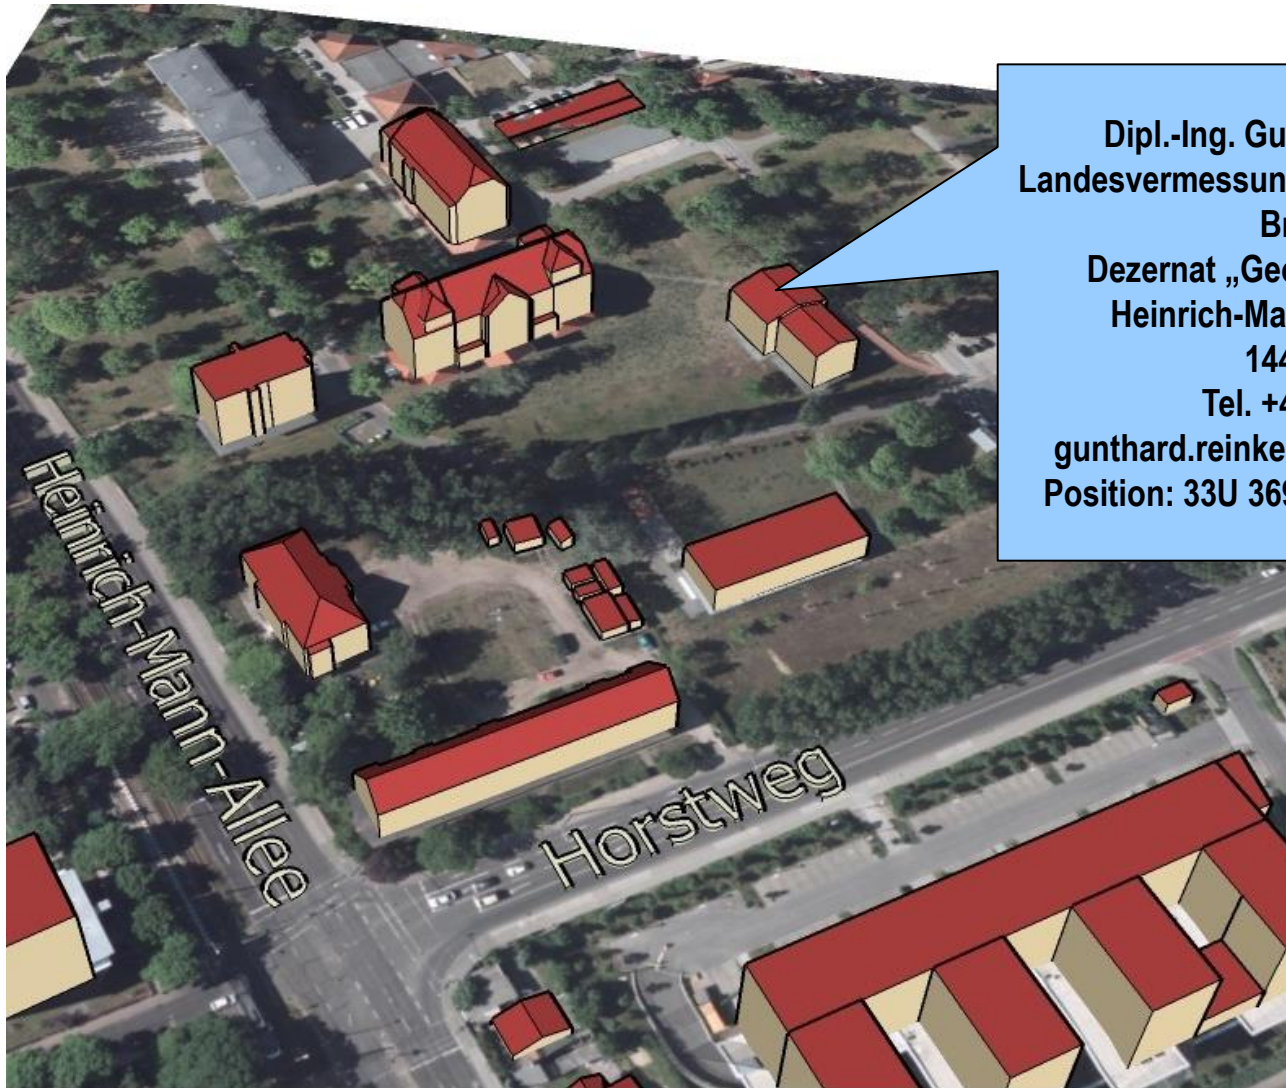 Dipl.-Ing. Gu
Landesvermessun
Br
Dezernat „Geo
Heinrich-Ma
144
Tel. +4
gunthard.reinke
Position: 33U 369
Heinrich-Mann-Allee
Horstweg